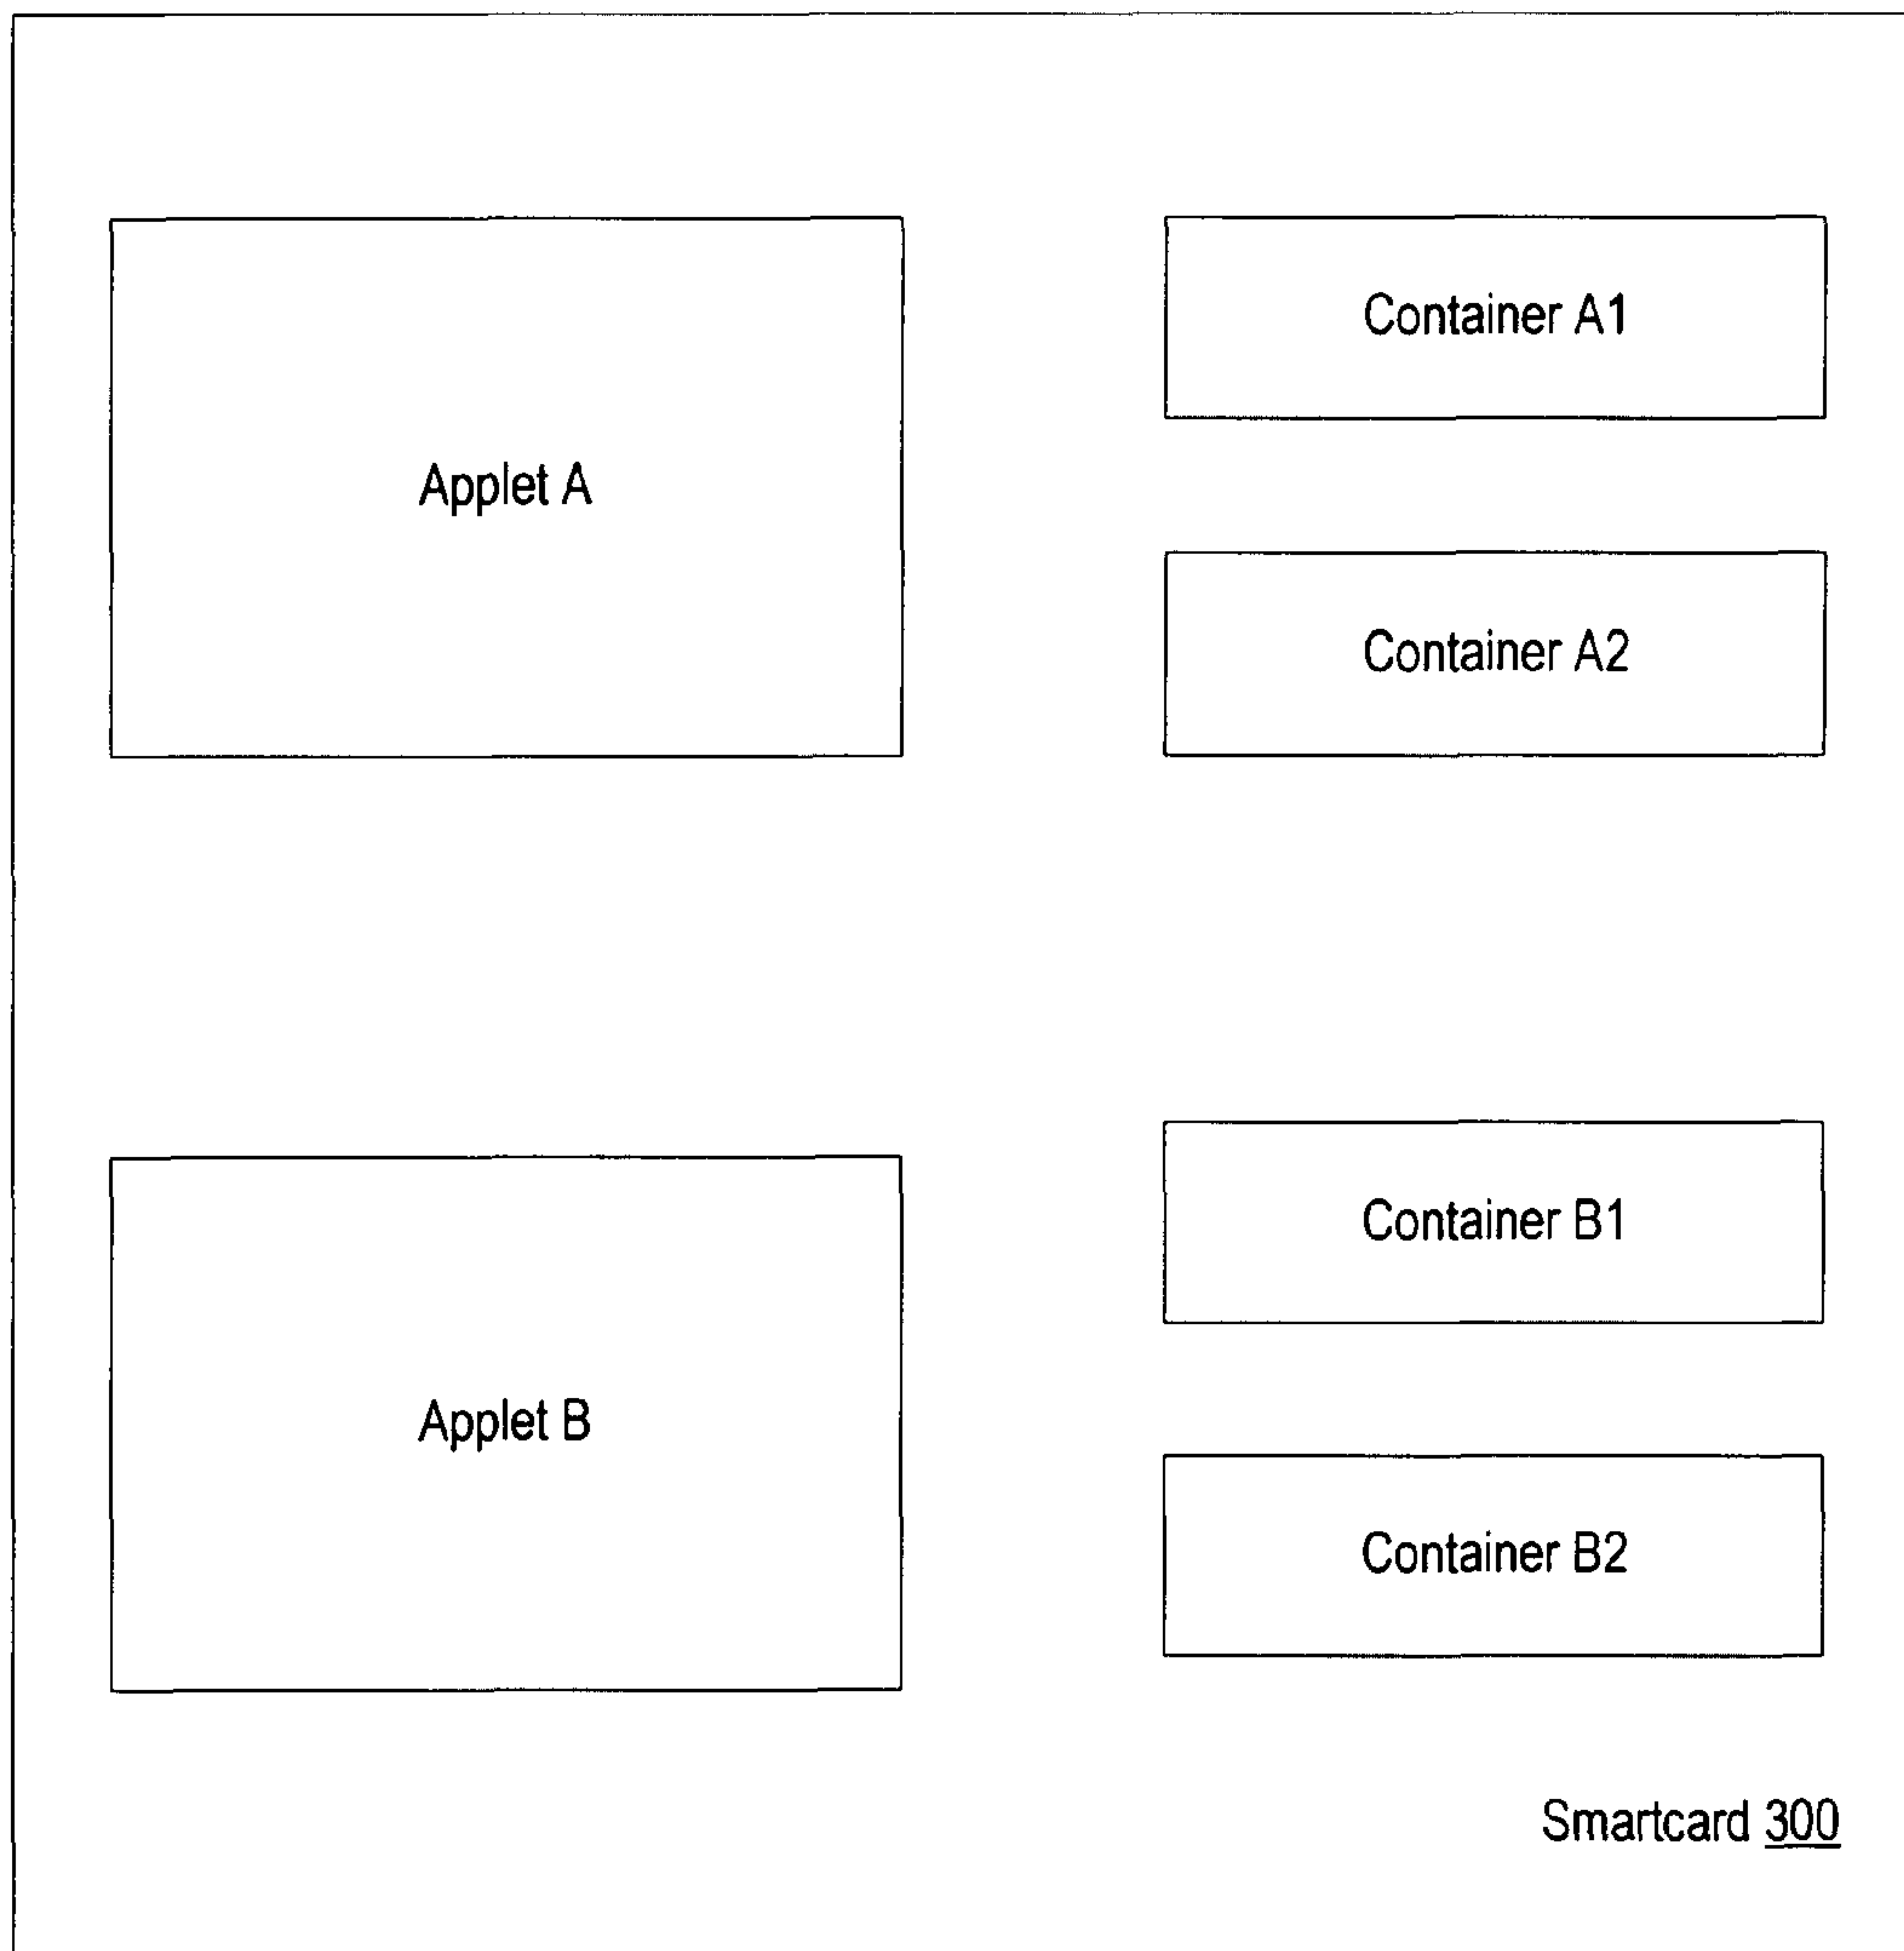 Applet A
Container A1
Container A2
Applet B
Container B1
Container B2
Smartcard 300